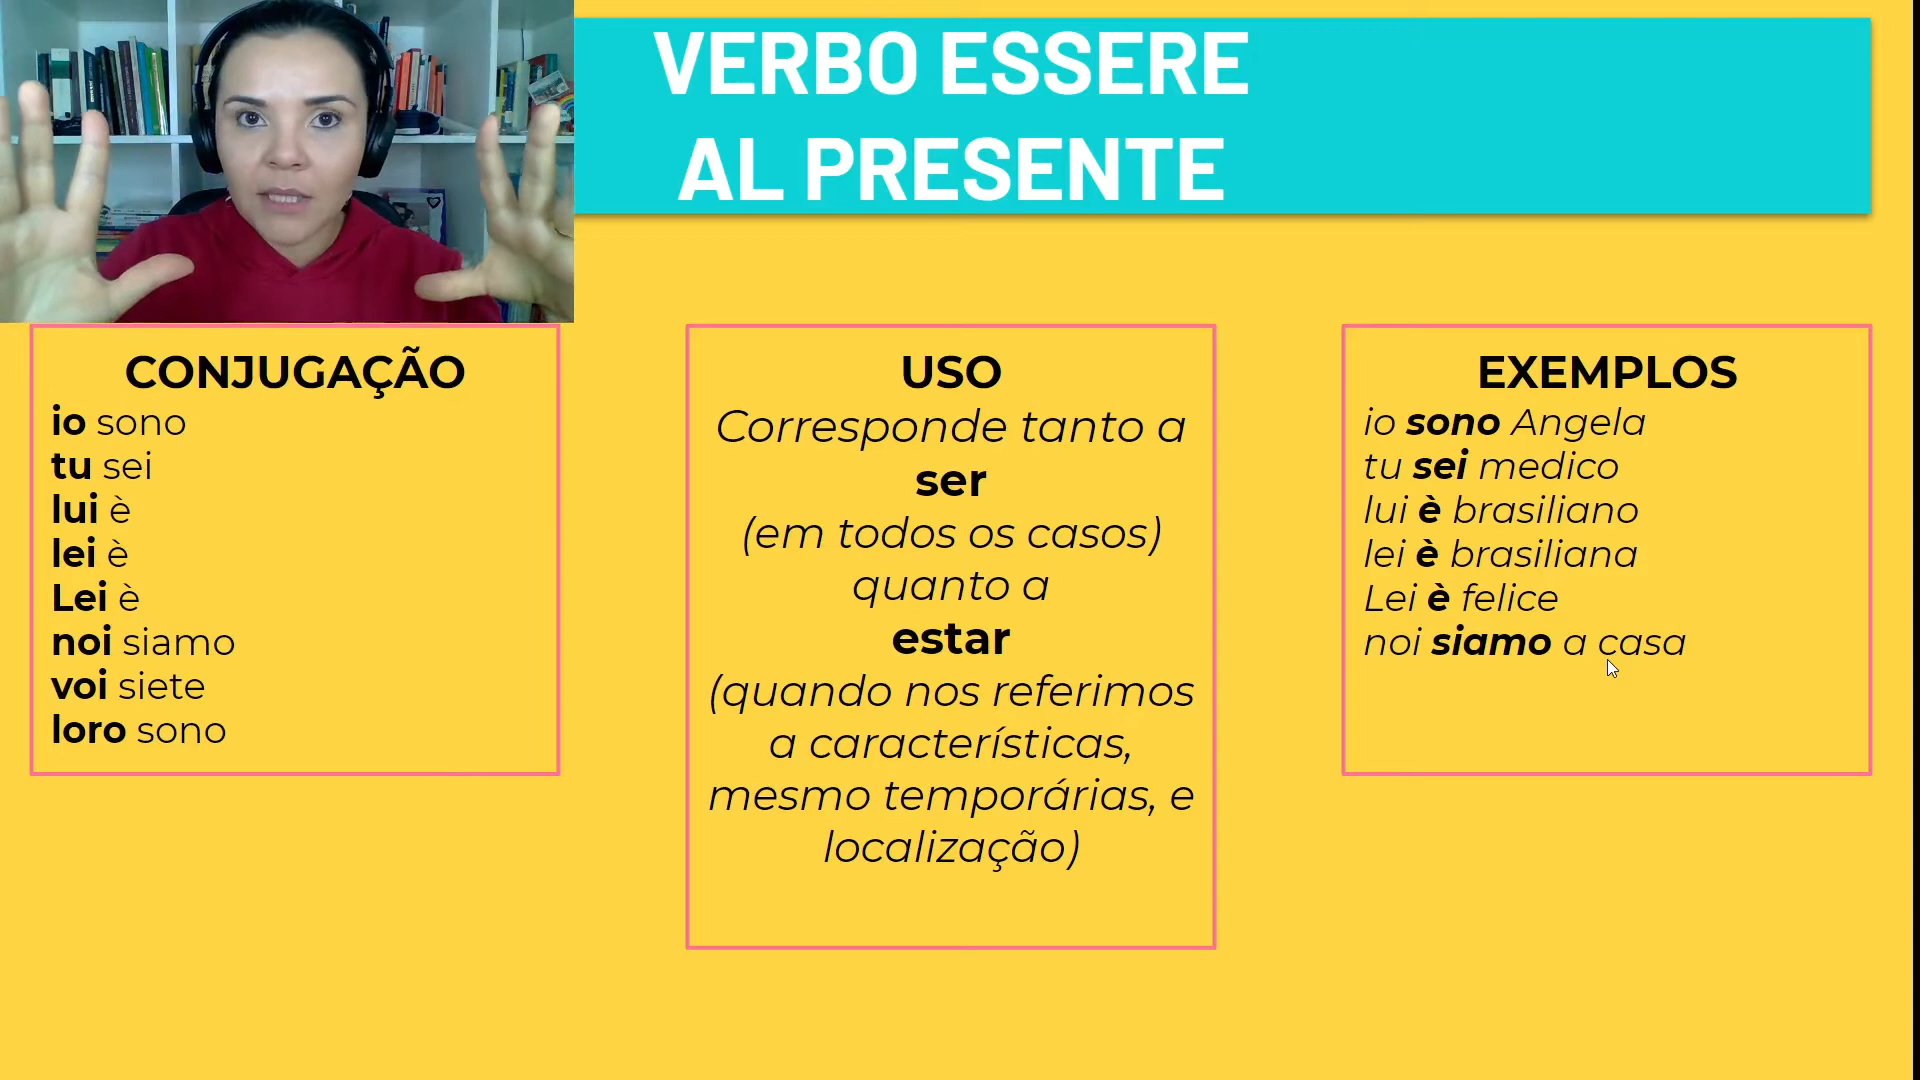 VERBO ESSERE
AL PRESENTE
CONJUGAÇÃO
io sono
tu sei
lui è
lei è
Lei è
noi siamo
voi siete
loro sono
USO
Corresponde tanto a
ser
(em todos os casos)
quanto a
estar
(quando nos referimos
a características,
mesmo temporárias, e
localização)
EXEMPLOS
io sono Angela
tu sei medico
lui è brasiliano
lei è brasiliana
Lei è felice
noi siamo a casa